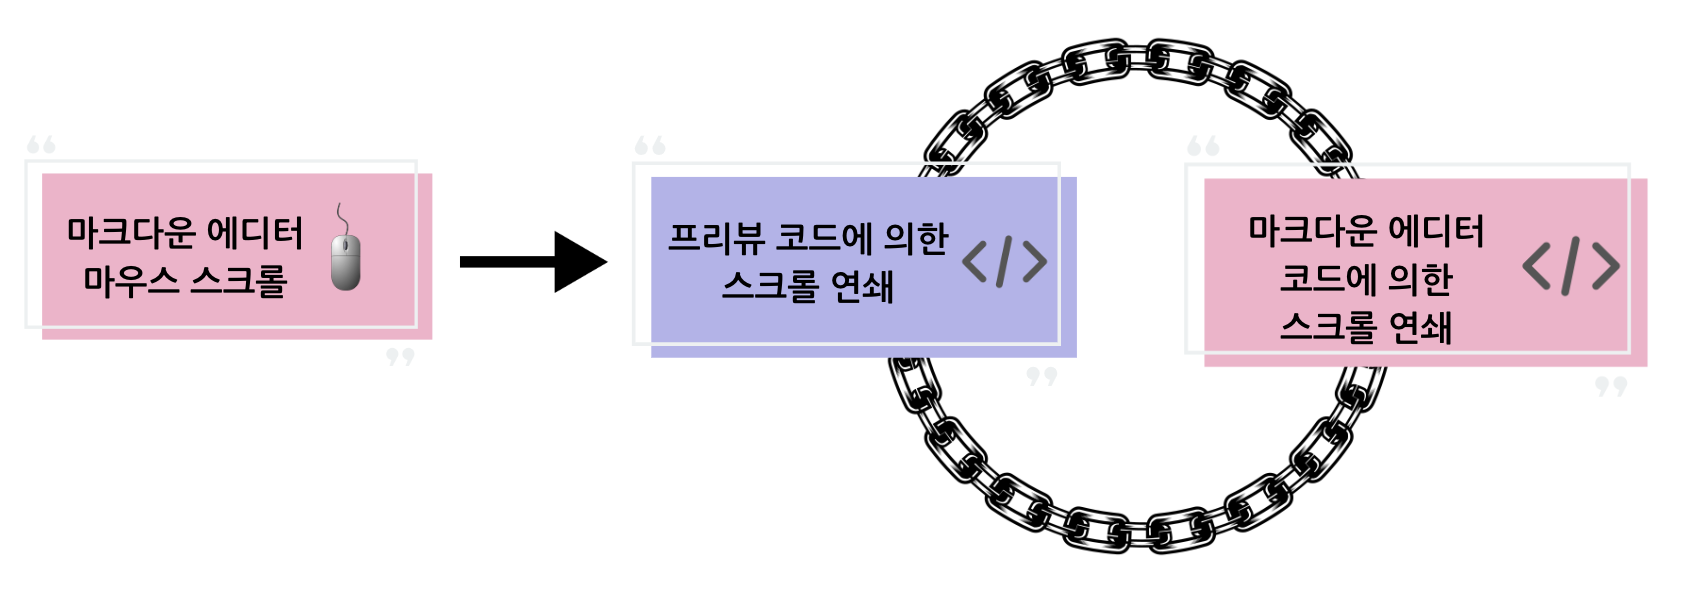 마크다운 에디터
마우스 스크롤
프리뷰 코드에 의한
스크롤 연쇄
</>
마크다운 에디터
코드에 의한
스크롤 연쇄
</>